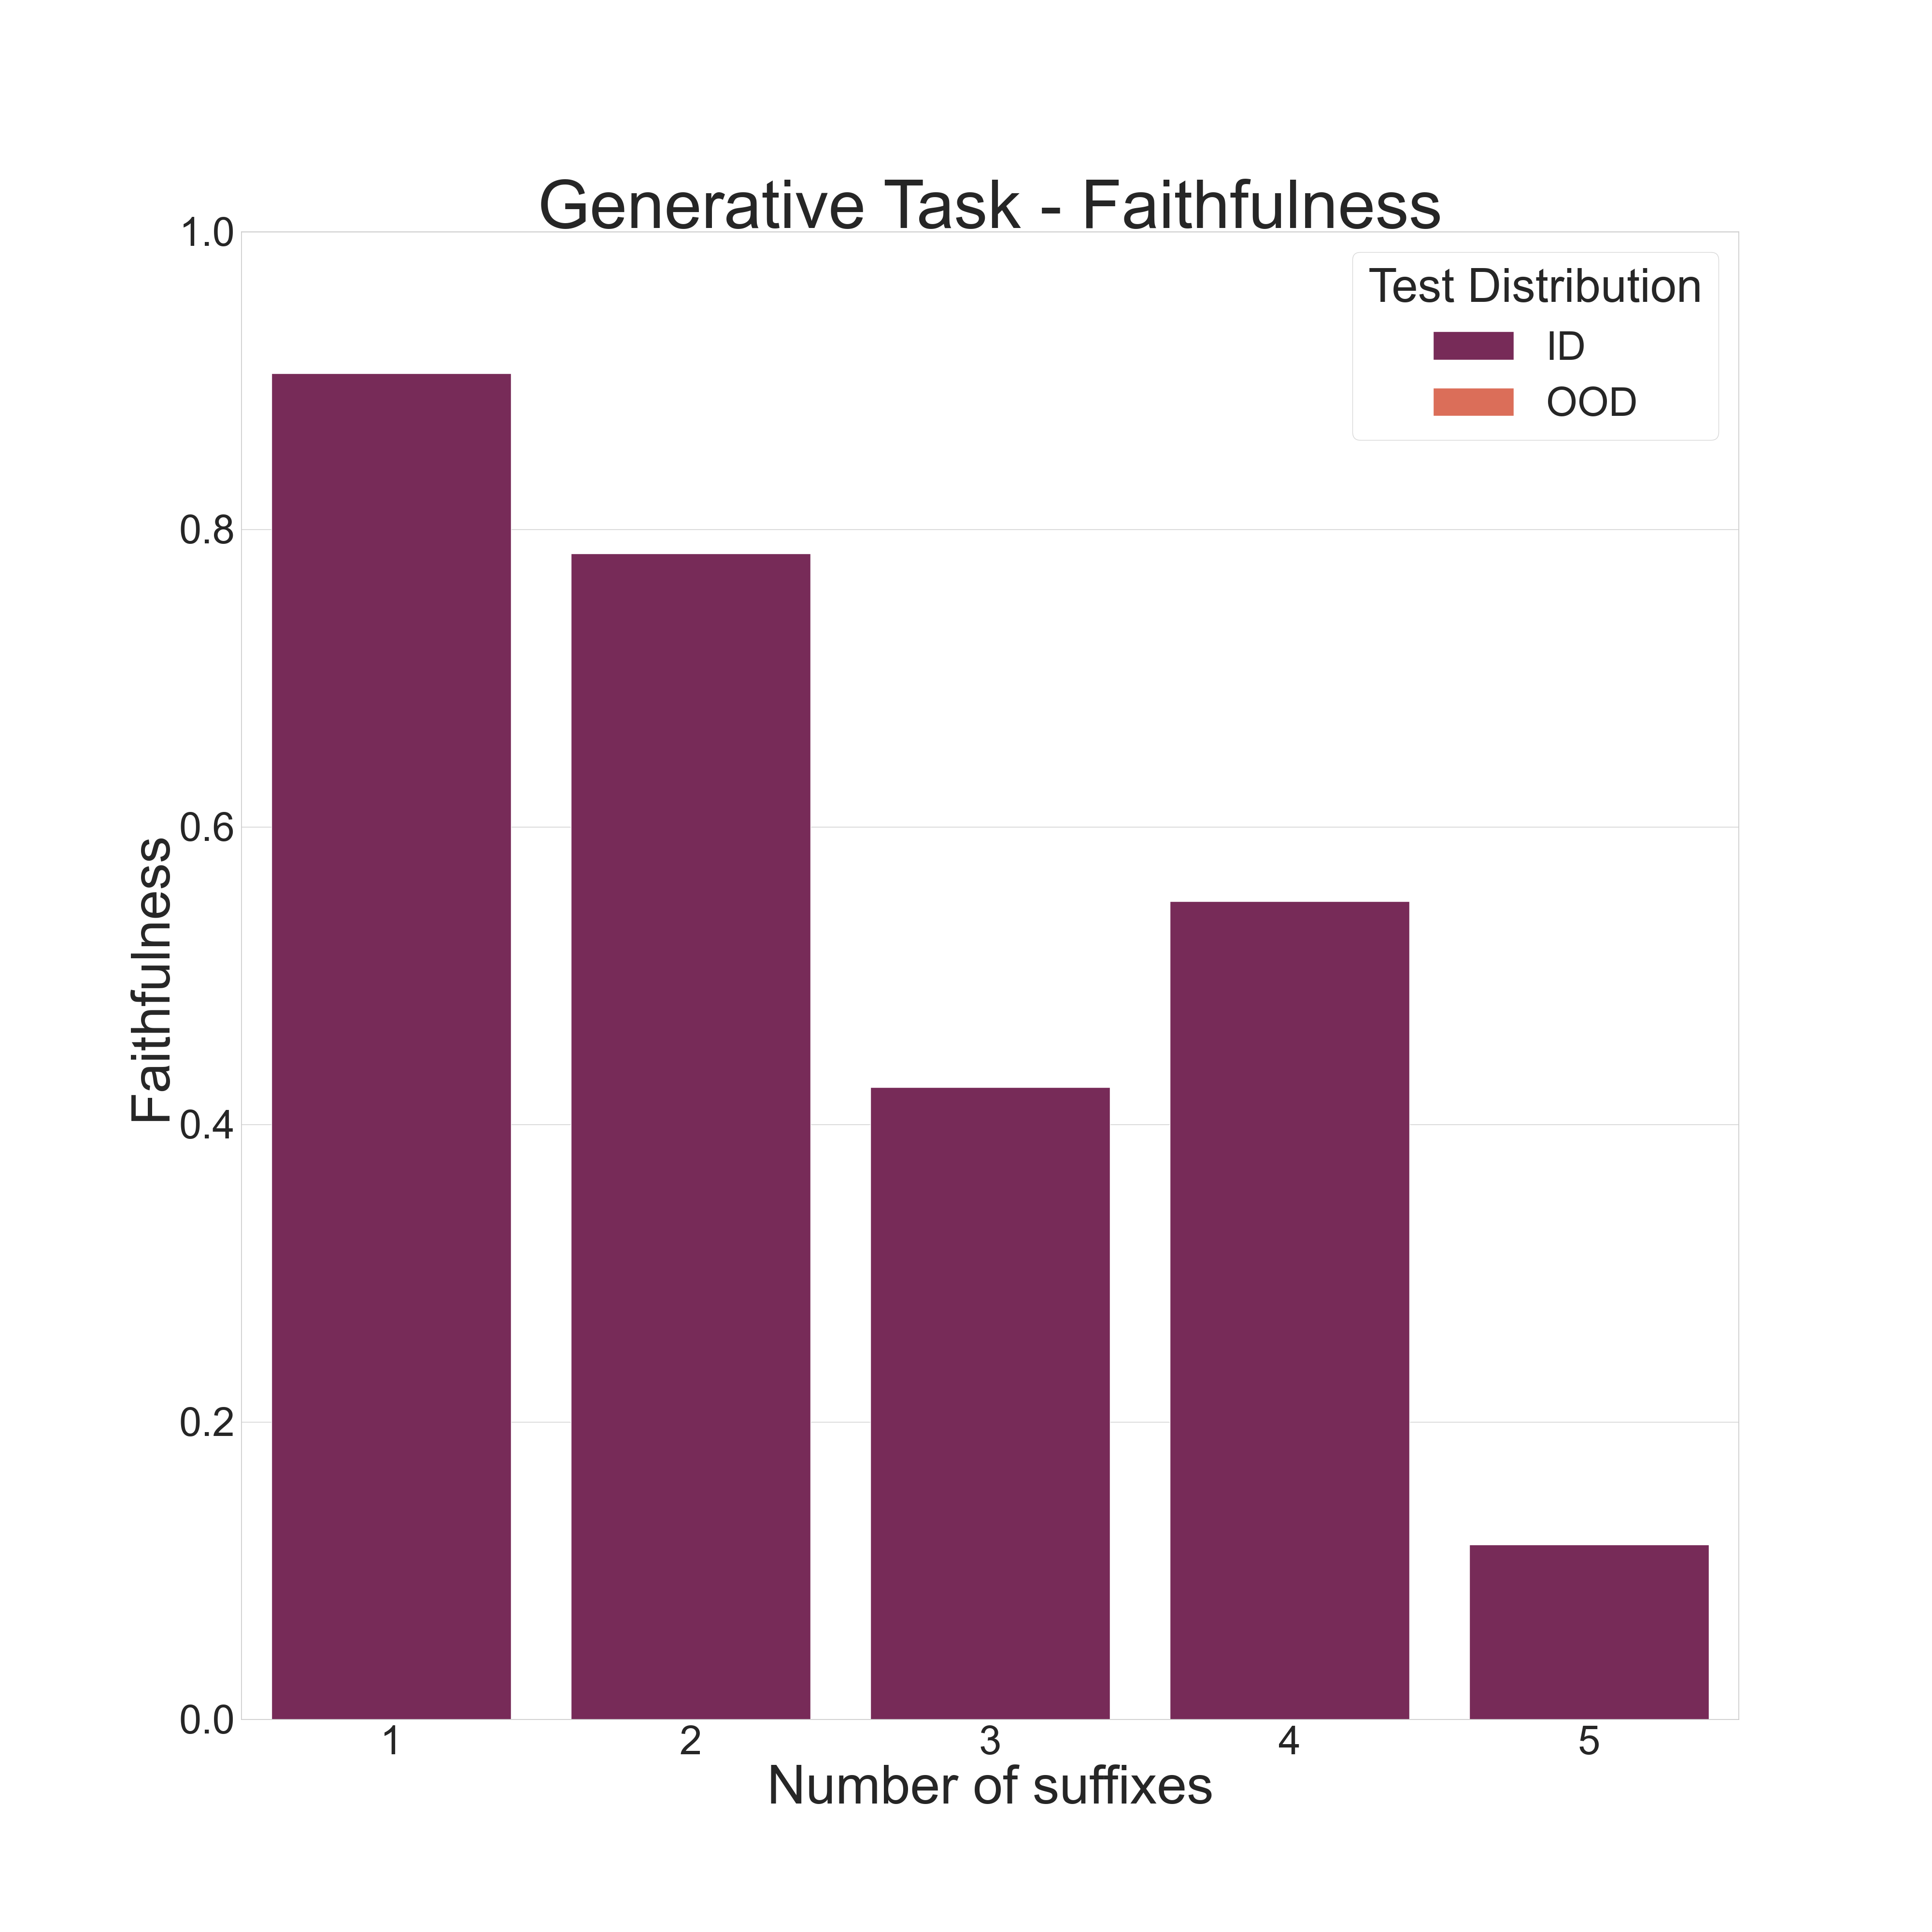 Generative Task - Faithfulness
Test Distribution
ID
OOD
Faithfulness
1.0
0.8
0.6
0.4
0.2
0.0
1 2 3 4 5
Number of suffixes